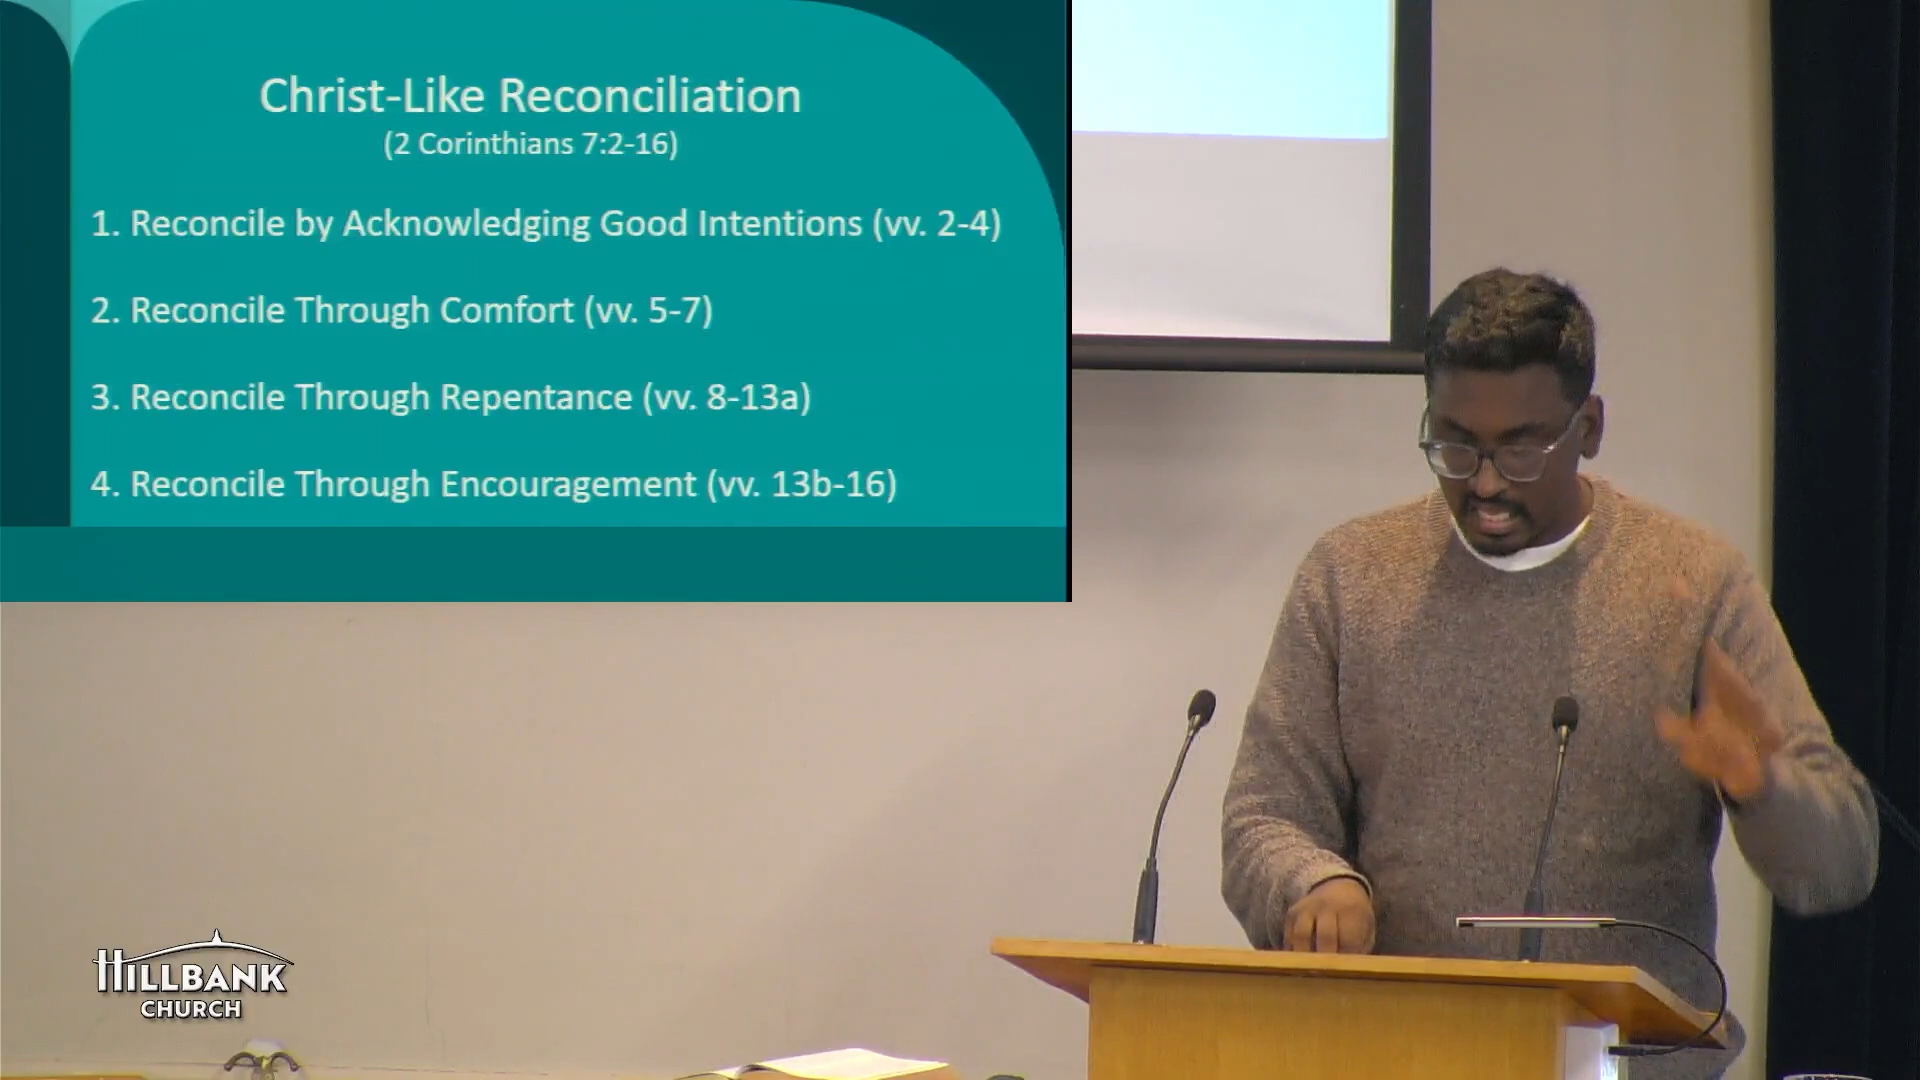 Christ-Like Reconciliation
(2 Corinthians 7:2-16)
1. Reconcile by Acknowledging Good Intentions (vv. 2-4)
2. Reconcile Through Comfort (vv. 5-7)
3. Reconcile Through Repentance (vv. 8-13a)
4. Reconcile Through Encouragement (vv. 13b-16)
HILLBANK
CHURCH